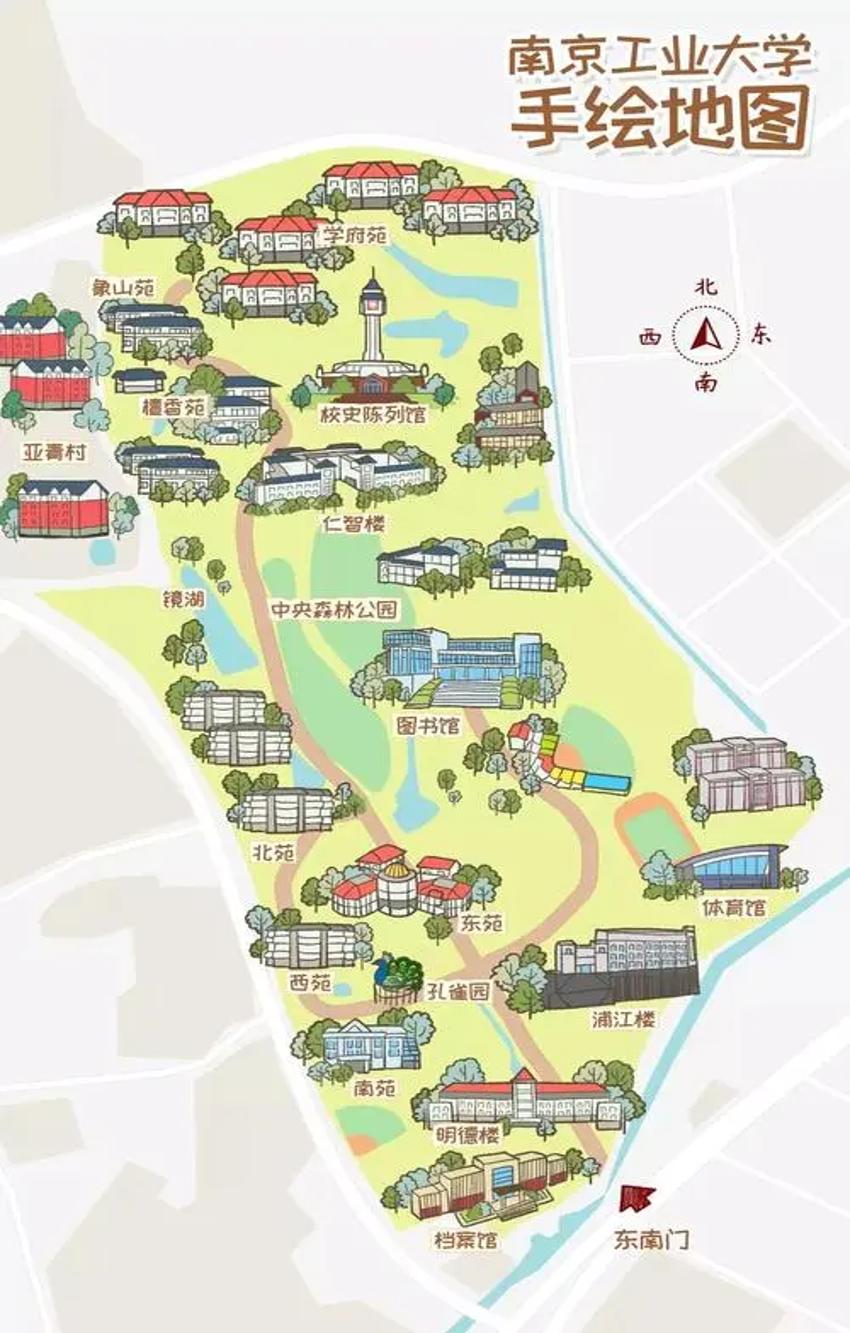 南京工业大学
手绘地图
学府苑
象山苑
北
西
东
南
檀香苑
校史陈列馆
亚青村
仁智楼
镜湖
中央森林公园
图书馆
北苑
体育馆
东苑
西苑
孔雀园
浦江楼
南苑
明德楼
档案馆
东南门